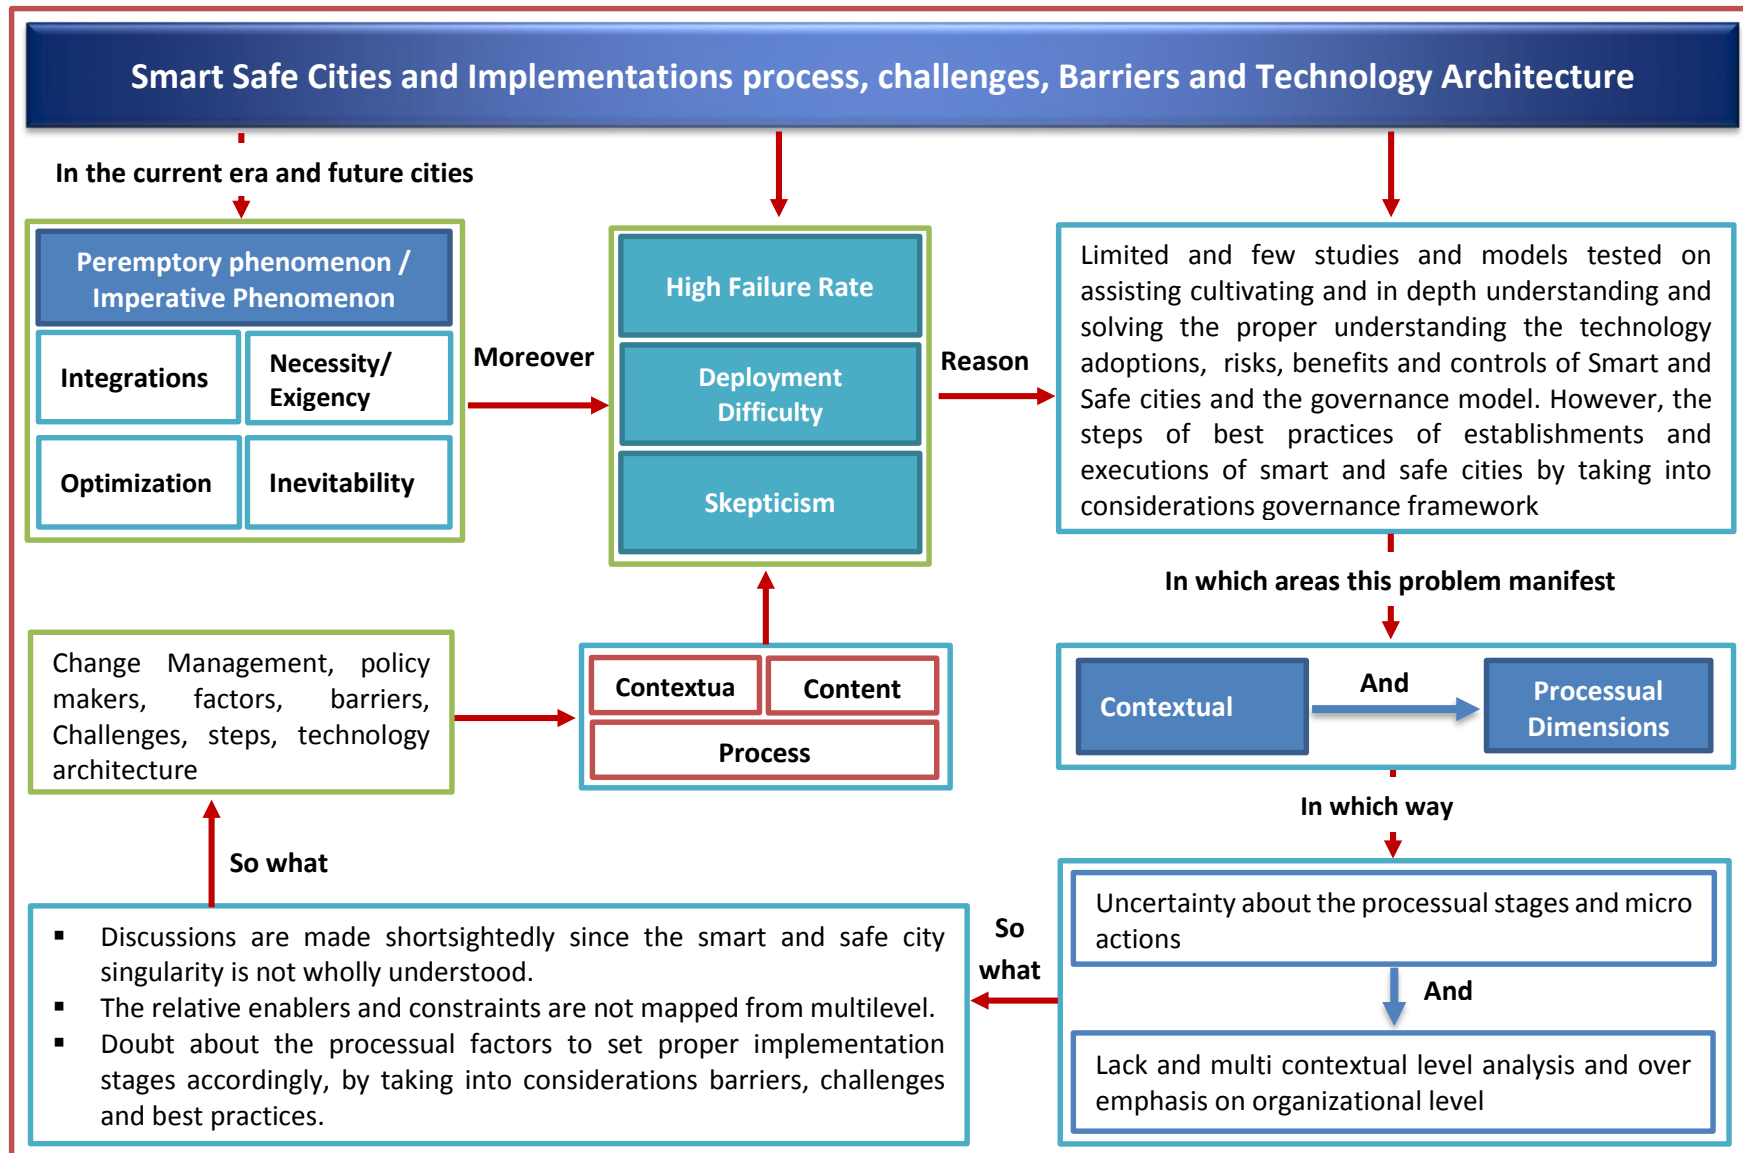 Smart Safe Cities and Implementations process, challenges, Barriers and Technology Architecture
In the current era and future cities
Peremptory phenomenon /
Imperative Phenomenon
Integrations
Necessity/
Exigency
Optimization
Inevitability
Moreover
High Failure Rate
Deployment
Difficulty
Skepticism
Reason
Limited and few studies and models tested on
assisting cultivating and in depth understanding and
solving the proper understanding the technology
adoptions, risks, benefits and controls of Smart and
Safe cities and the governance model. However, the
steps of best practices of establishments and
executions of smart and safe cities by taking into
considerations governance framework
In which areas this problem manifest
Contextual
And
Processual
Dimensions
In which way
Uncertainty about the processual stages and micro
actions
And
Lack and multi contextual level analysis and over
emphasis on organizational level
So
what
▪ Discussions are made shortsightedly since the smart and safe city
singularity is not wholly understood.
▪ The relative enablers and constraints are not mapped from multilevel.
▪ Doubt about the processual factors to set proper implementation
stages accordingly, by taking into considerations barriers, challenges
and best practices.
So what
Change Management, policy
makers, factors, barriers,
Challenges, steps, technology
architecture
Contextua
Content
Process